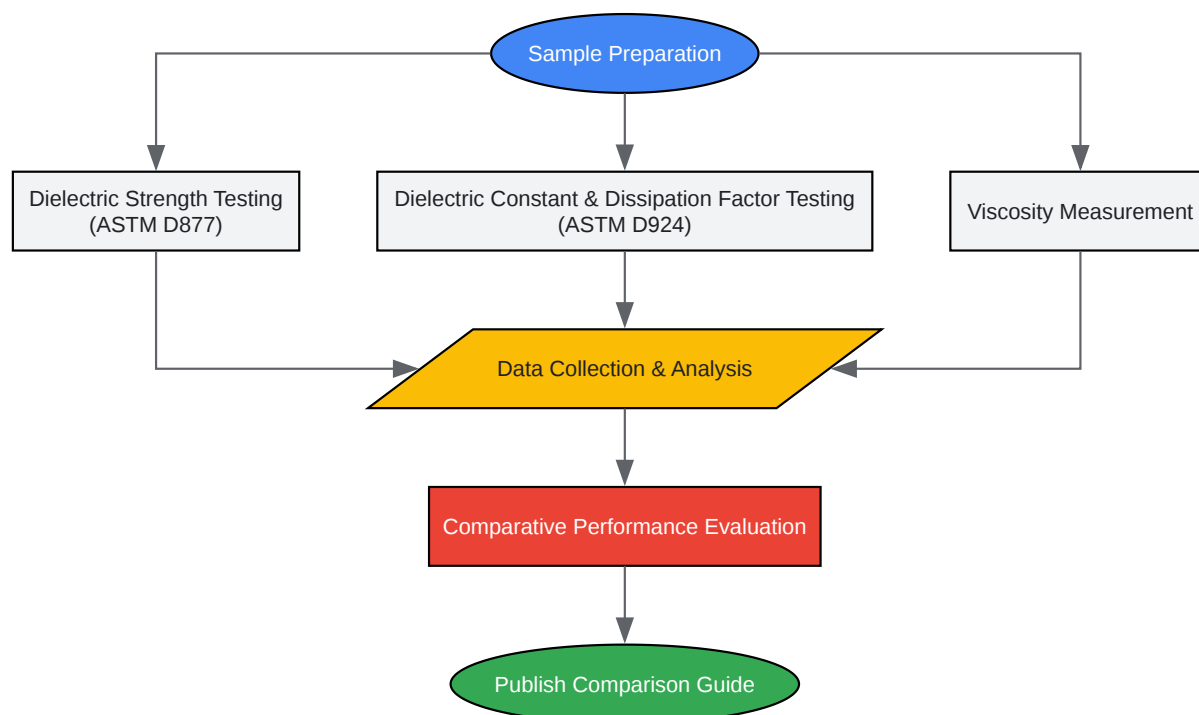 Sample Preparation
Dielectric Strength Testing
(ASTM D877)
Dielectric Constant & Dissipation Factor Testing
(ASTM D924)
Viscosity Measurement
Data Collection & Analysis
Comparative Performance Evaluation
Publish Comparison Guide